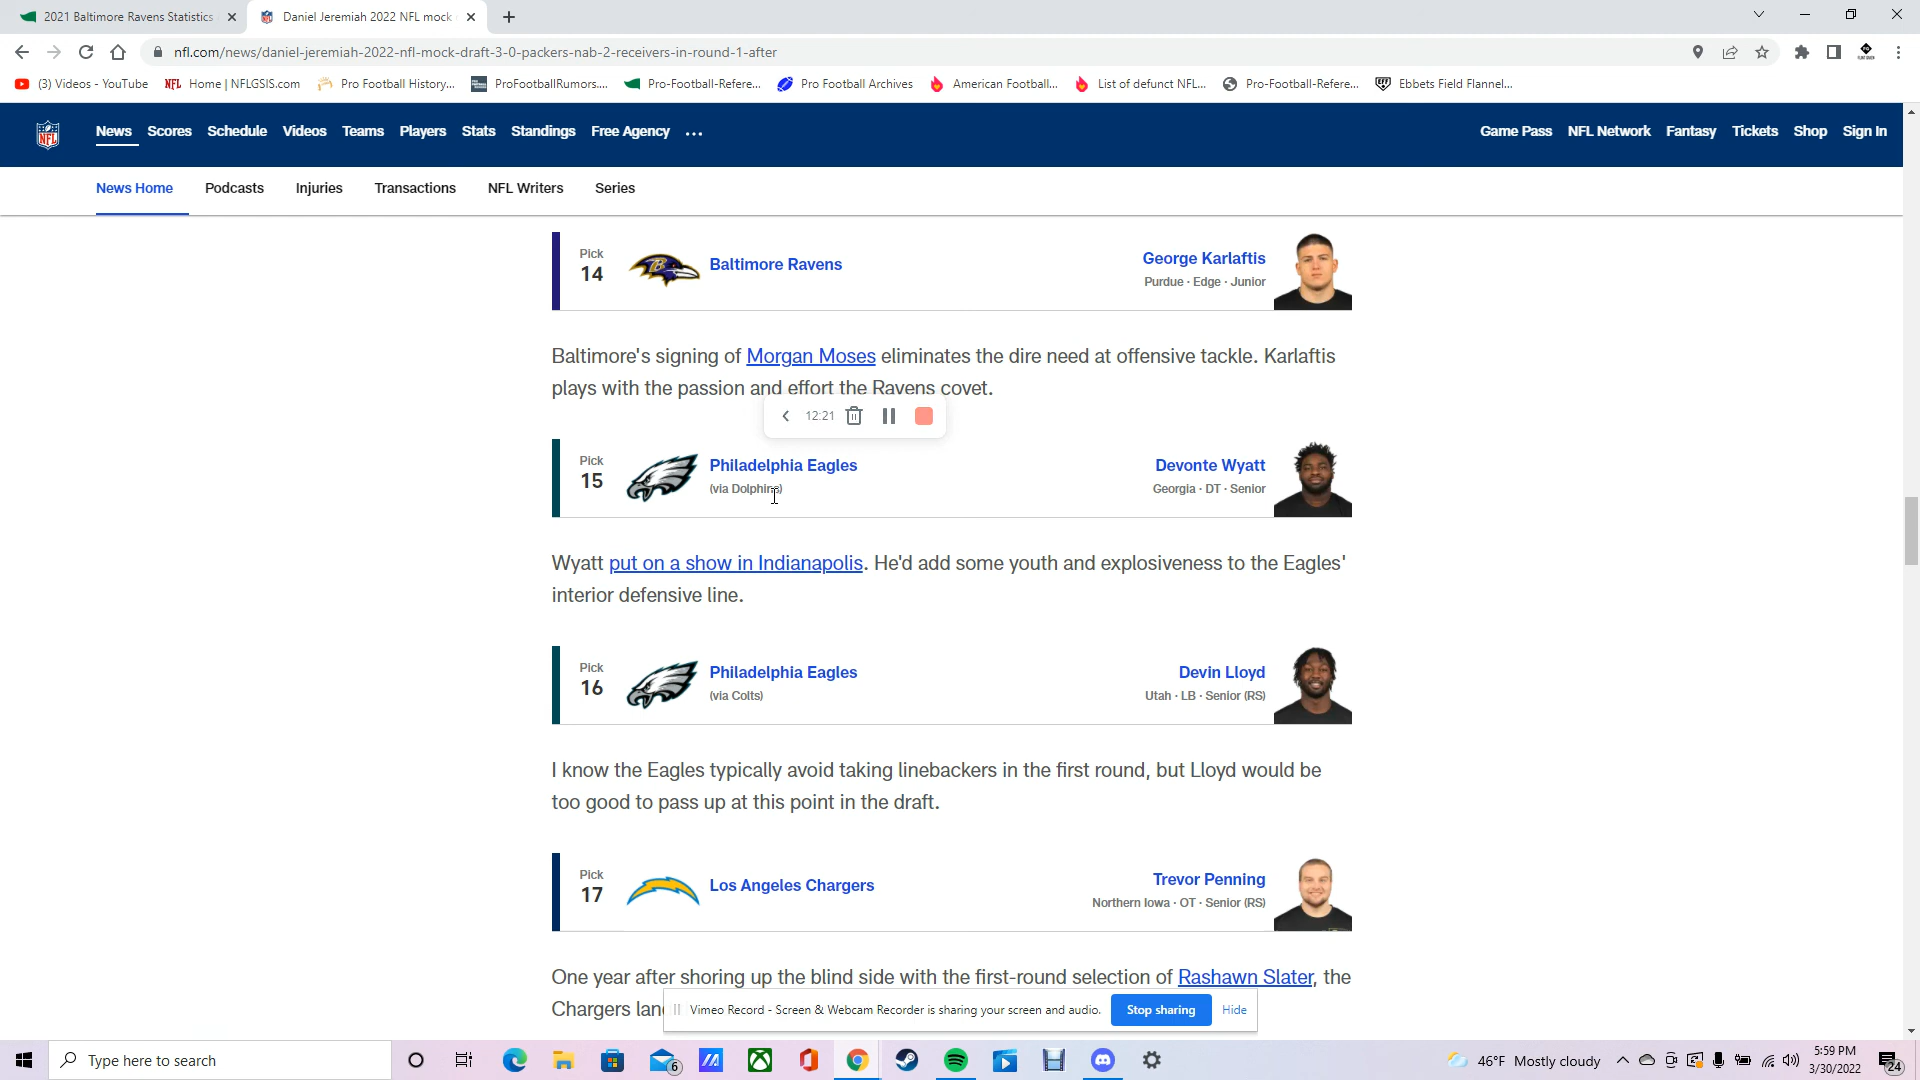 2021 Baltimore Ravens Statistics
Daniel Jeremiah 2022 NFL mock
nfl.com/news/daniel-jeremiah-2022-nfl-mock-draft-3-0-packers-nab-2-receivers-in-round-1-after
(3) Videos - YouTube
NFL Home | NFLGSIS.com
Pro Football History...
ProFootballRumors....
Pro-Football-Refere...
Pro Football Archives
American Football...
List of defunct NFL...
Pro-Football-Refere...
Ebbets Field Flannel...
NFL News Scores Schedule Videos Teams Players Stats Standings Free Agency ... Game Pass NFL Network Fantasy Tickets Shop Sign In
News Home Podcasts Injuries Transactions NFL Writers Series
Pick
14
Baltimore Ravens
George Karlaftis
Purdue · Edge · Junior
Baltimore's signing of Morgan Moses eliminates the dire need at offensive tackle. Karlaftis
plays with the passion and effort the Ravens covet.
12:21
Pick
15
Philadelphia Eagles
(via Dolphins)
Devonte Wyatt
Georgia · DT · Senior
Wyatt put on a show in Indianapolis. He'd add some youth and explosiveness to the Eagles'
interior defensive line.
Pick
16
Philadelphia Eagles
(via Colts)
Devin Lloyd
Utah · LB · Senior (RS)
I know the Eagles typically avoid taking linebackers in the first round, but Lloyd would be
too good to pass up at this point in the draft.
Pick
17
Los Angeles Chargers
Trevor Penning
Northern Iowa · OT · Senior (RS)
One year after shoring up the blind side with the first-round selection of Rashawn Slater, the
Chargers lan
Vimeo Record - Screen & Webcam Recorder is sharing your screen and audio.
Stop sharing
Hide
Type here to search
6
46°F Mostly cloudy
5:59 PM
3/30/2022
24